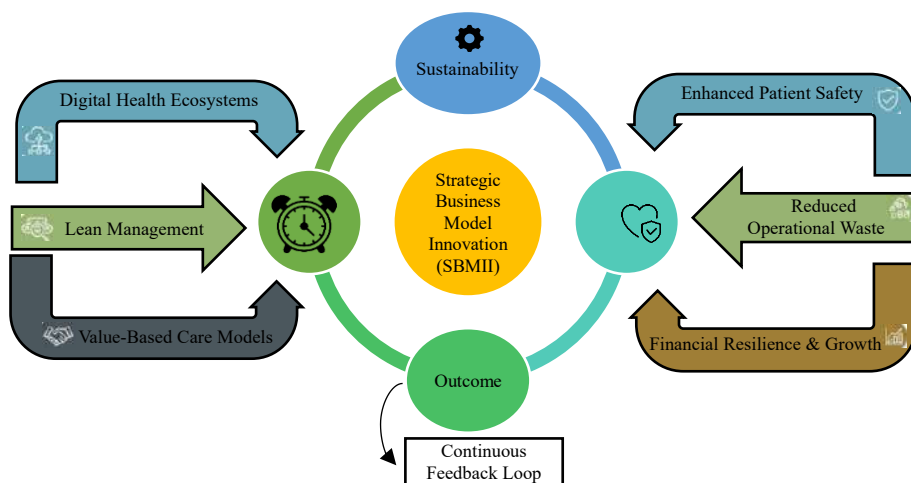 Sustainability
Digital Health Ecosystems
Enhanced Patient Safety
Strategic
Business
Model
Innovation
(SBMII)
Lean Management
Reduced
Operational Waste
Value-Based Care Models
Financial Resilience & Growth
Outcome
Continuous
Feedback Loop